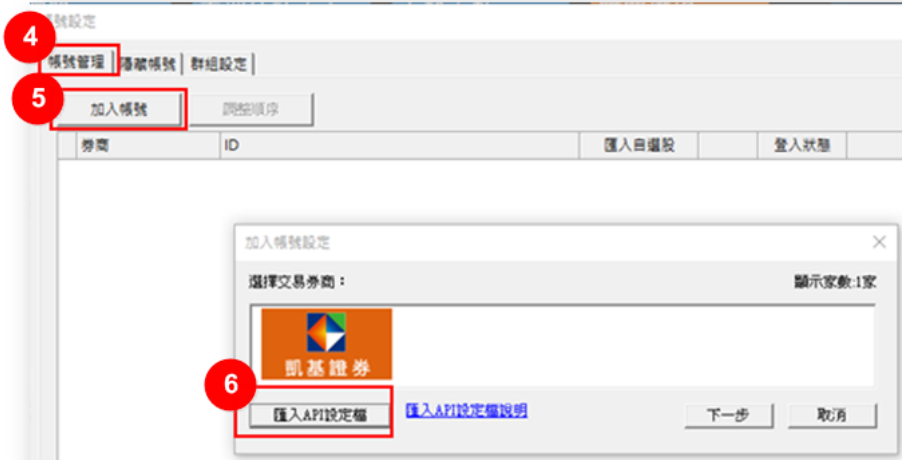 號設定
4
帳號管理 隱藏帳號 群組設定
5
加入帳號 調整順序
券商 ID 匯入自選股 登入狀態
加入帳號設定
選擇交易券商： 顯示家數:1家
凱基證券
6
匯入API設定檔 匯入API設定檔說明 下一步 取消